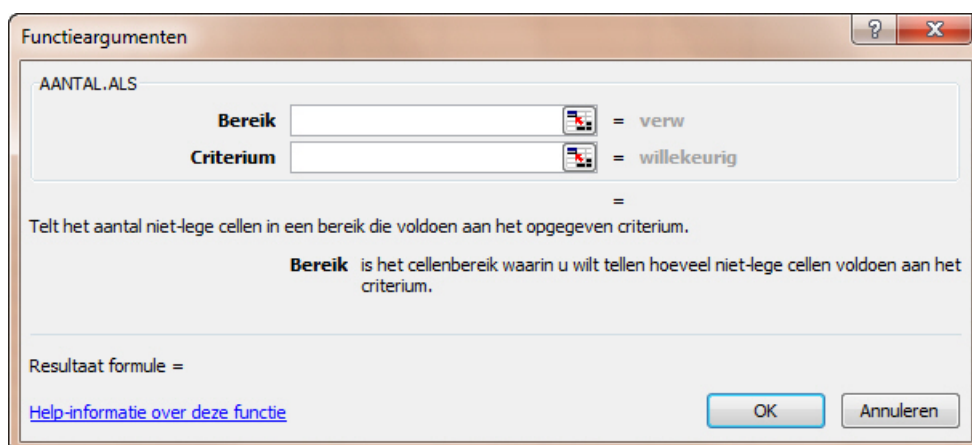 Functieargumenten
?
X
AANTAL.ALS
Bereik = verw
Criterium = willekeurig
=
Telt het aantal niet-lege cellen in een bereik die voldoen aan het opgegeven criterium.
Bereik is het cellenbereik waarin u wilt tellen hoeveel niet-lege cellen voldoen aan het
criterium.
Resultaat formule =
Help-informatie over deze functie
OK
Annuleren